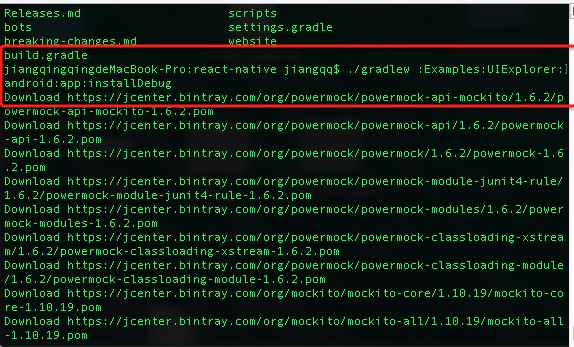 Releases.md scripts
bots settings.gradle
breaking-changes.md website
build.gradle
jiangqingqingdeMacBook-Pro:react-native jiangqq$ ./gradlew :Examples:UIExplorer:]
android:app:installDebug
Download https://jcenter.bintray.com/org/powermock/powermock-api-mockito/1.6.2/p
owermock-api-mockito-1.6.2.pom
Download https://jcenter.bintray.com/org/powermock/powermock-api/1.6.2/powermock
-api-1.6.2.pom
Download https://jcenter.bintray.com/org/powermock/powermock/1.6.2/powermock-1.6
.2.pom
Download https://jcenter.bintray.com/org/powermock/powermock-module-junit4-rule/
1.6.2/powermock-module-junit4-rule-1.6.2.pom
Download https://jcenter.bintray.com/org/powermock/powermock-modules/1.6.2/power
mock-modules-1.6.2.pom
Download https://jcenter.bintray.com/org/powermock/powermock-classloading-xstrea
m/1.6.2/powermock-classloading-xstream-1.6.2.pom
Download https://jcenter.bintray.com/org/powermock/powermock-classloading-module
/1.6.2/powermock-classloading-module-1.6.2.pom
Download https://jcenter.bintray.com/org/mockito/mockito-core/1.10.19/mockito-co
re-1.10.19.pom
Download https://jcenter.bintray.com/org/mockito/mockito-all/1.10.19/mockito-all
-1.10.19.pom